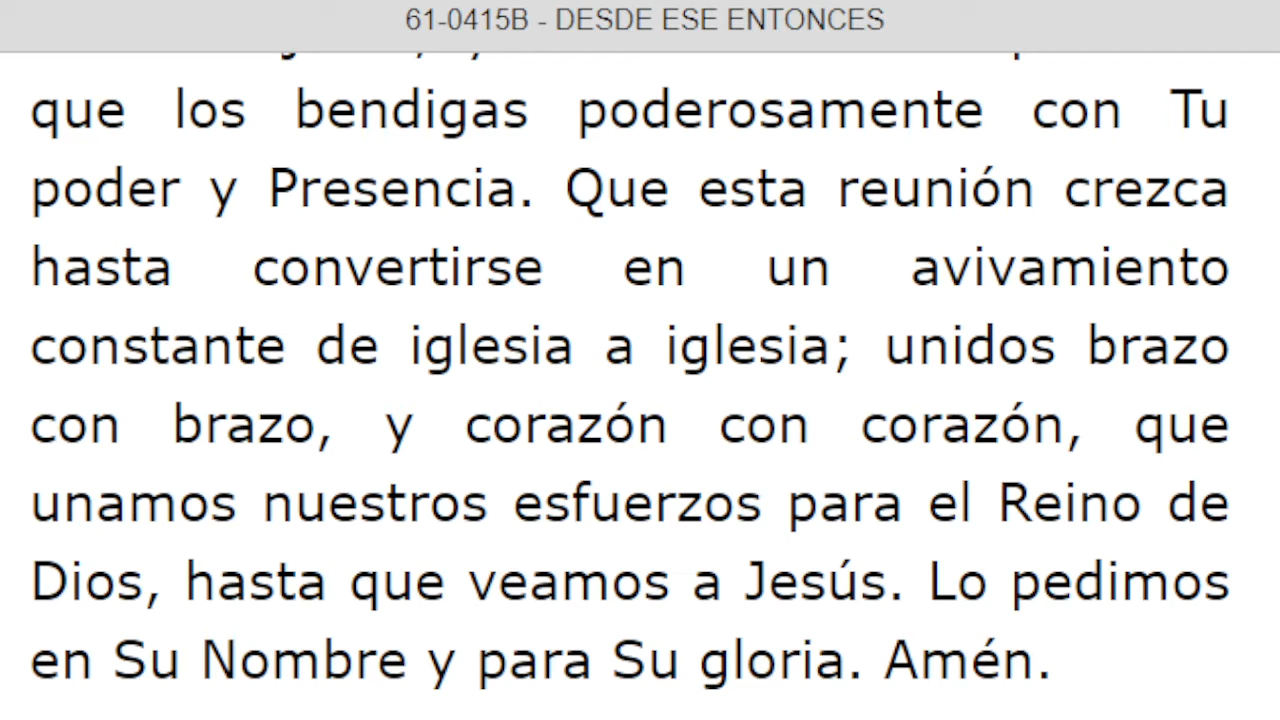 61-0415B - DESDE ESE ENTONCES
que los bendigas poderosamente con Tu
poder y Presencia. Que esta reunión crezca
hasta convertirse en un avivamiento
constante de iglesia a iglesia; unidos brazo
con brazo, y corazón con corazón, que
unamos nuestros esfuerzos para el Reino de
Dios, hasta que veamos a Jesús. Lo pedimos
en Su Nombre y para Su gloria. Amén.